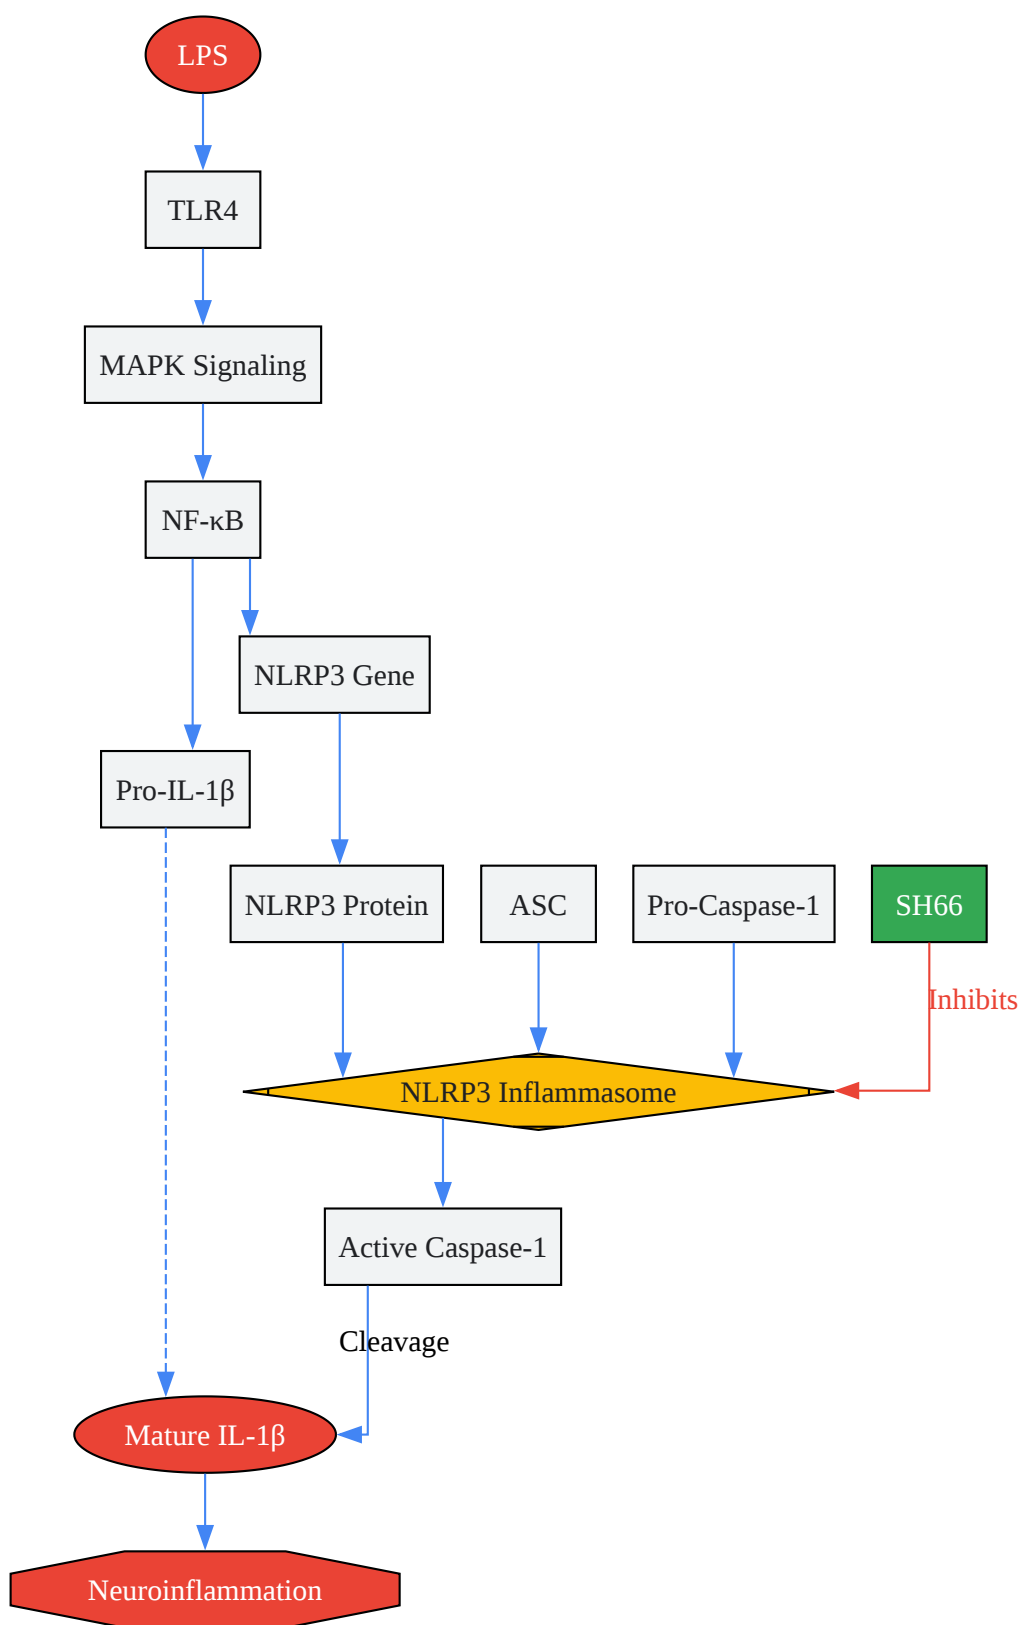 LPS
TLR4
MAPK Signaling
NF-κB
NLRP3 Gene
Pro-IL-1β
NLRP3 Protein
ASC
Pro-Caspase-1
SH66
Inhibits
NLRP3 Inflammasome
Active Caspase-1
Cleavage
Mature IL-1β
Neuroinflammation